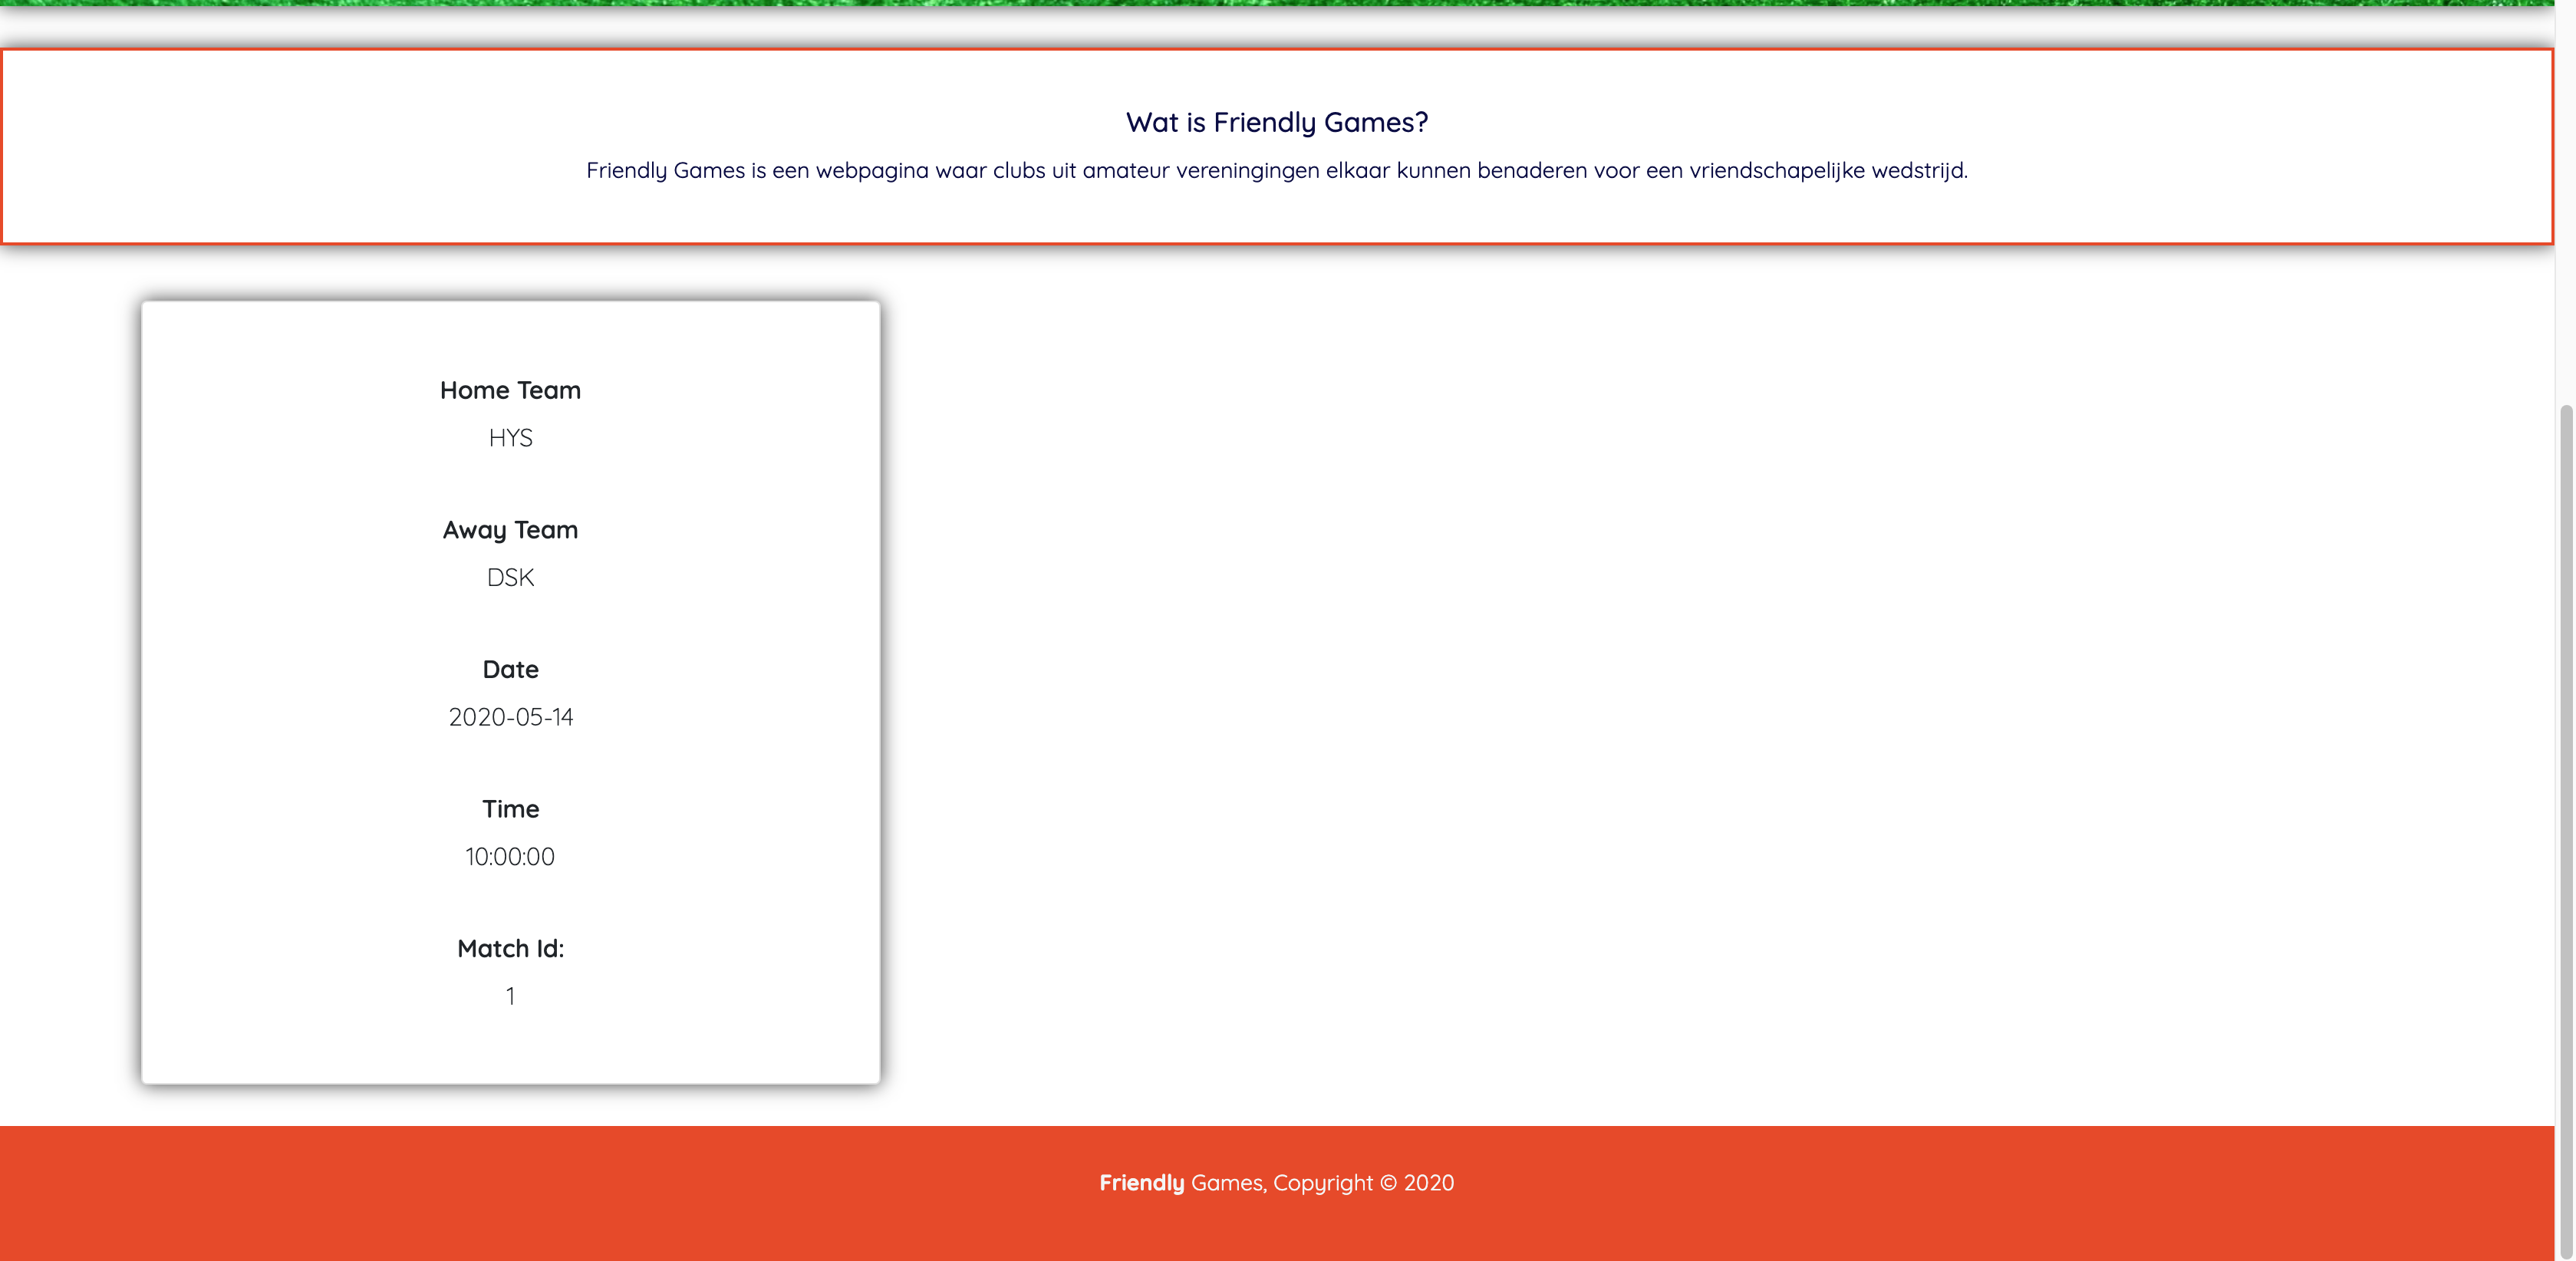 Wat is Friendly Games?
Friendly Games is een webpagina waar clubs uit amateur vereningingen elkaar kunnen benaderen voor een vriendschapelijke wedstrijd.
Home Team
HYS
Away Team
DSK
Date
2020-05-14
Time
10:00:00
Match Id:
1
Friendly Games, Copyright © 2020